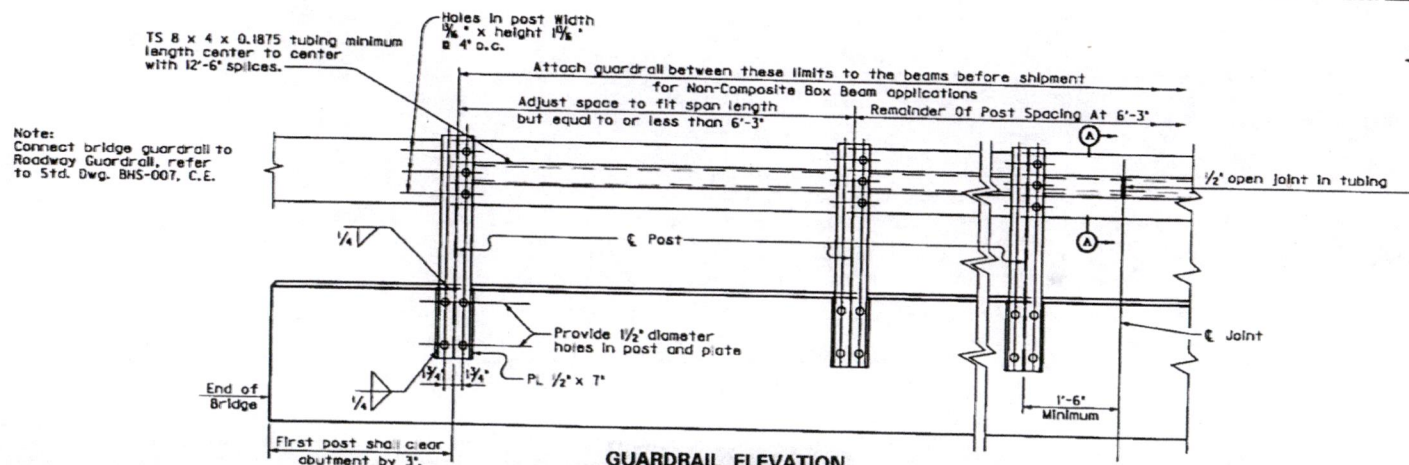 Holes in post Width
¹³⁄₁₆" x height 1¹³⁄₁₆"
@ 4" o.c.
TS 8 x 4 x 0.1875 tubing minimum
length center to center
with 12'-6" splices.
Attach guardrail between these limits to the beams before shipment
for Non-Composite Box Beam applications
Adjust space to fit span length
but equal to or less than 6'-3"
Remainder Of Post Spacing At 6'-3"
Note:
Connect bridge guardrail to
Roadway Guardrail, refer
to Std. Dwg. BHS-007, C.E.
A
1/2" open joint in tubing
1/4
℄ Post
A
Provide 1 1/2" diameter
holes in post and plate
℄ Joint
1 3/4" 1 3/4"
PL 1/2" x 7"
1/4
End of
Bridge
1'-6"
Minimum
First post shall clear
abutment by 3".
GUARDRAIL ELEVATION